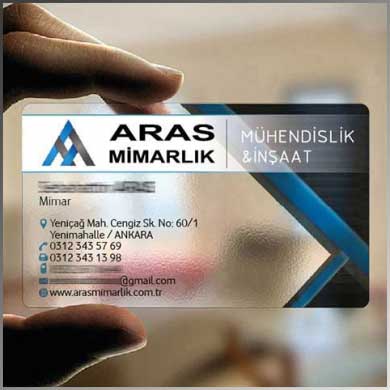 ARAS
MİMARLIK
MÜHENDİSLİK
&İNŞAAT
Mimar
Yeniçağ Mah. Cengiz Sk. No: 60/1
Yenimahalle / ANKARA
0312 343 57 69
0312 343 13 98
@gmail.com
www.arasmimarlik.com.tr